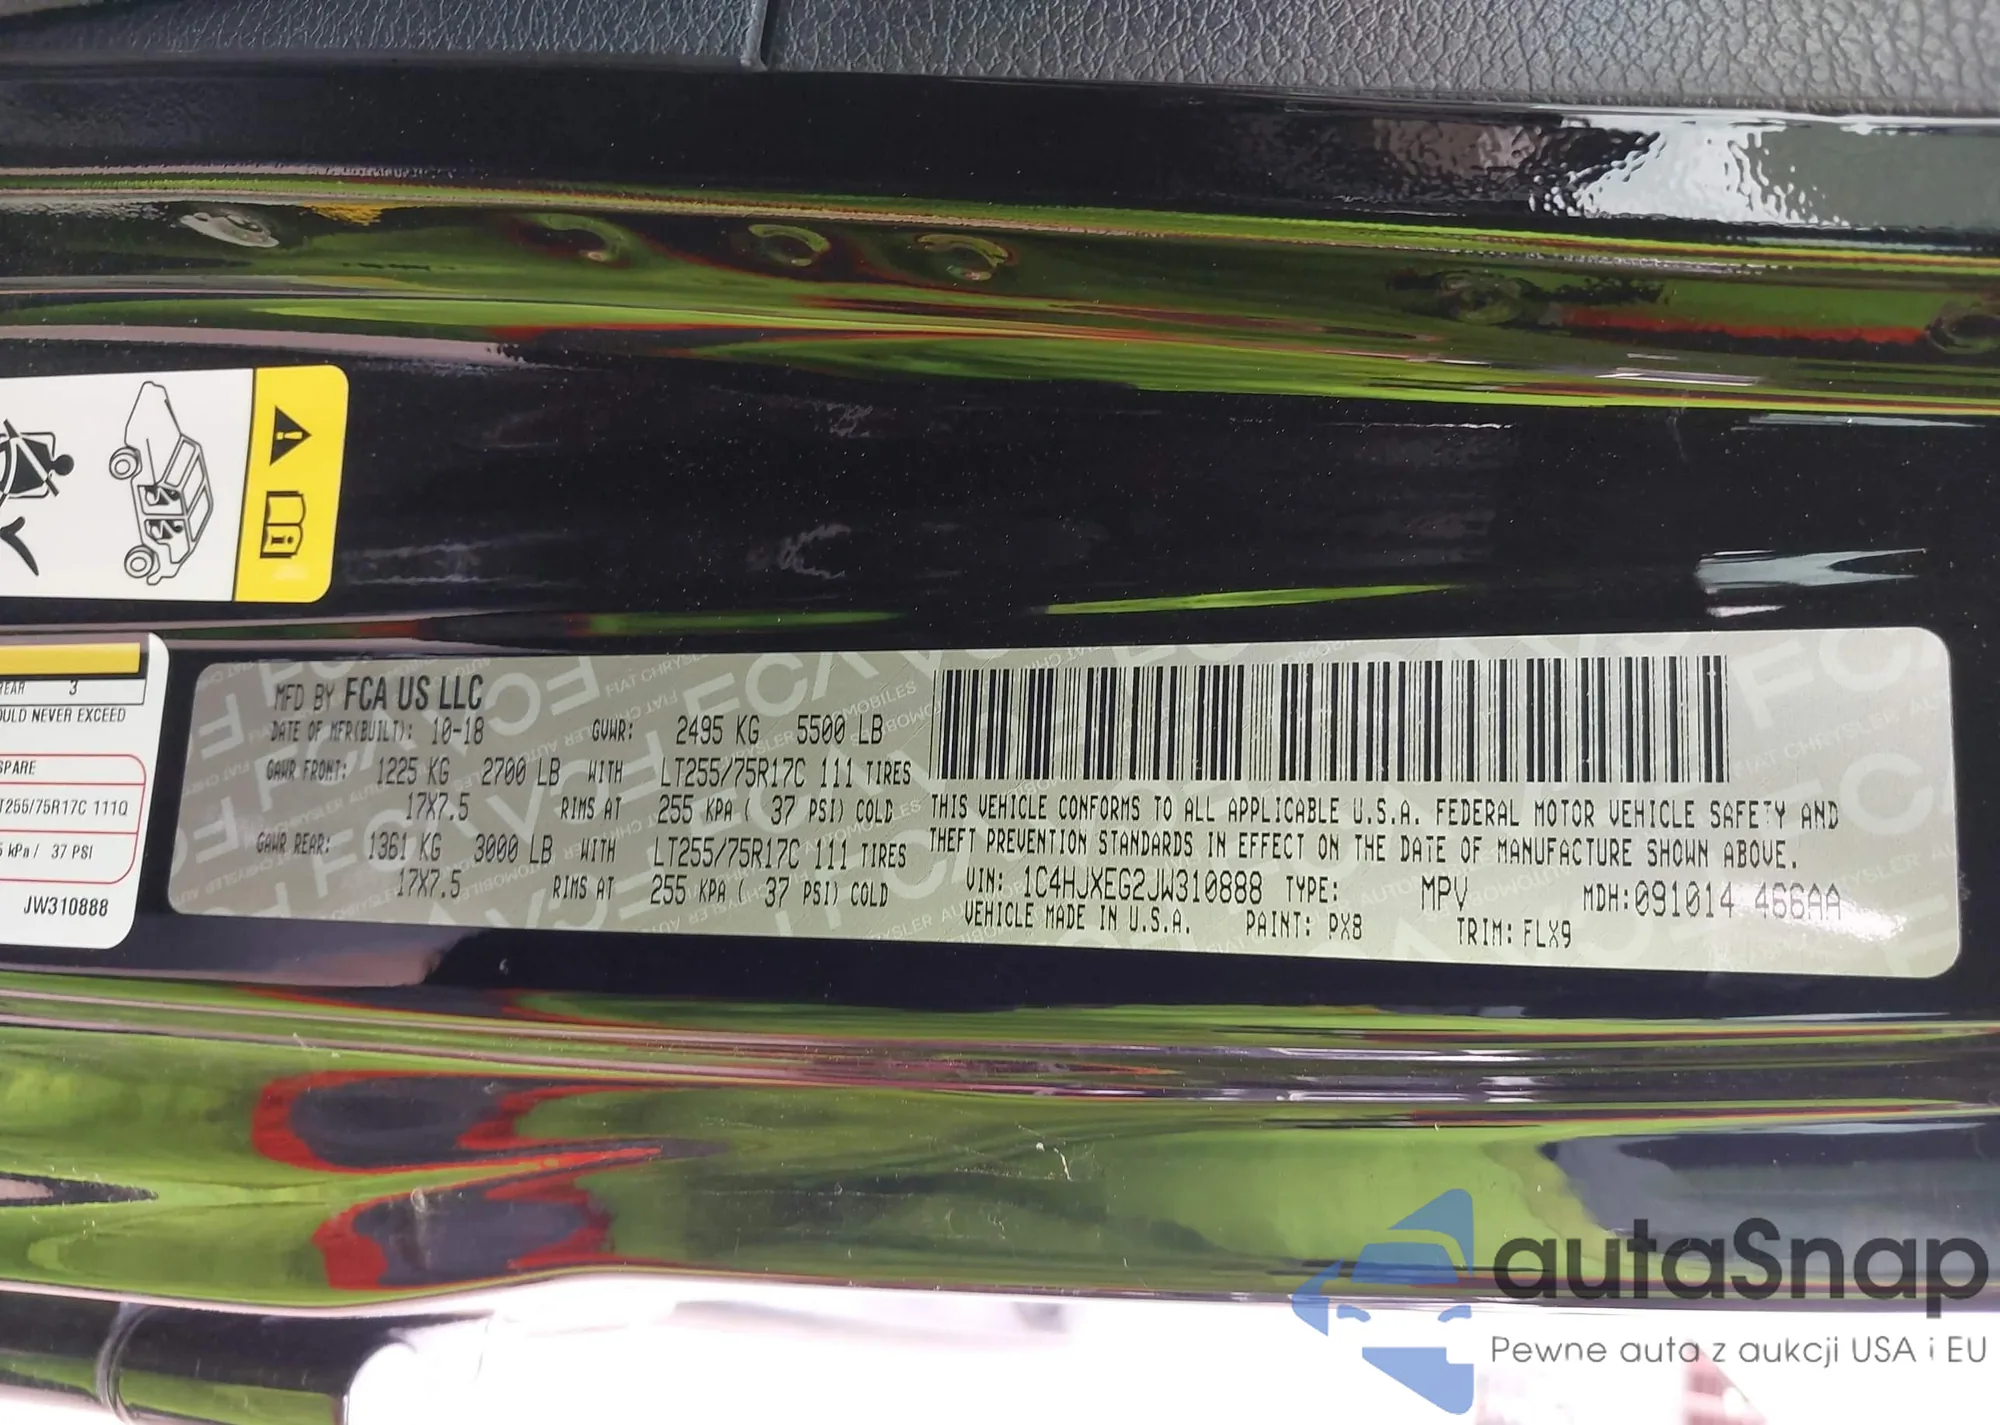 EAR 3
OULD NEVER EXCEED
SPARE
T255/75R17C 111Q
5 kPa / 37 PSI
JW310888
MFD BY FCA US LLC
DATE OF MFR(BUILT): 10-18 GVWR: 2495 KG 5500 LB
GAWR FRONT: 1225 KG 2700 LB WITH LT255/75R17C 111 TIRES
17X7.5 RIMS AT 255 KPA ( 37 PSI) COLD
GAWR REAR: 1361 KG 3000 LB WITH LT255/75R17C 111 TIRES
17X7.5 RIMS AT 255 KPA ( 37 PSI) COLD
THIS VEHICLE CONFORMS TO ALL APPLICABLE U.S.A. FEDERAL MOTOR VEHICLE SAFETY AND
THEFT PREVENTION STANDARDS IN EFFECT ON THE DATE OF MANUFACTURE SHOWN ABOVE.
VIN: 1C4HJXEG2JW310888 TYPE: MPV MDH:091014 466AA
VEHICLE MADE IN U.S.A. PAINT: PX8 TRIM: FLX9
autaSnap
Pewne auta z aukcji USA i EU